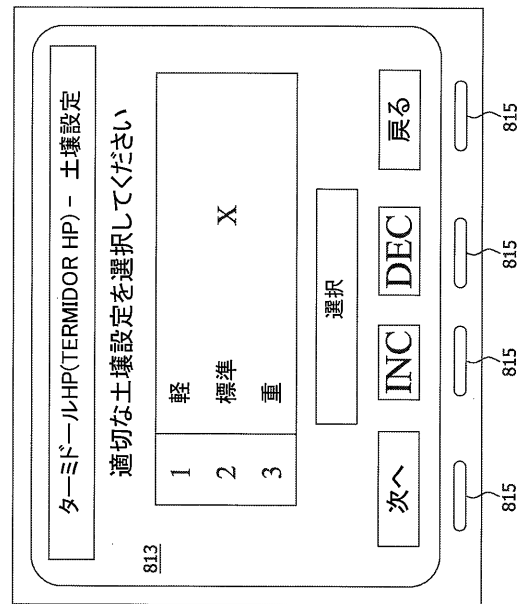 ターミドールHP(TERMIDOR HP) - 土壌設定
適切な土壌設定を選択してください
1 軽
2 標準 X
3 重
813
選択
次へ INC DEC 戻る
815 815 815 815